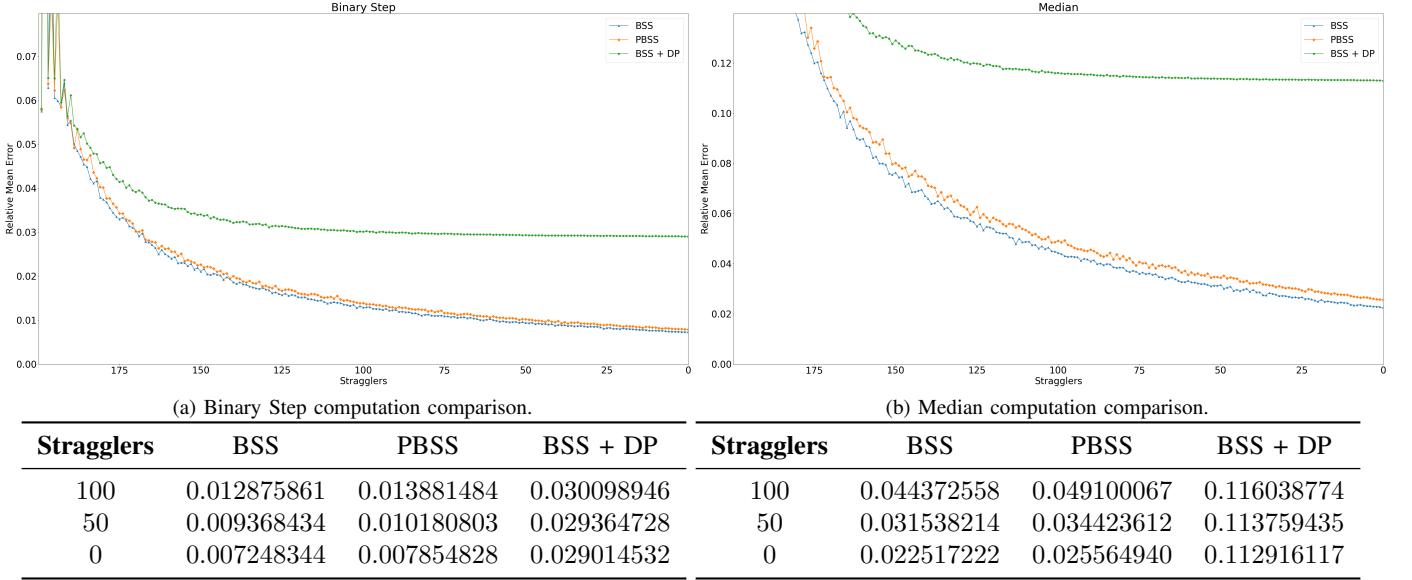 Binary Step
BSS
PBSS
BSS + DP
0.07
0.06
0.05
0.04
0.03
0.02
0.01
0.00
Relative Mean Error
175 150 125 100 75 50 25 0
Stragglers
(a) Binary Step computation comparison.
Median
BSS
PBSS
BSS + DP
0.12
0.10
0.08
0.06
0.04
0.02
0.00
Relative Mean Error
175 150 125 100 75 50 25 0
Stragglers
(b) Median computation comparison.
Stragglers BSS PBSS BSS + DP
100 0.012875861 0.013881484 0.030098946
50 0.009368434 0.010180803 0.029364728
0 0.007248344 0.007854828 0.029014532
Stragglers BSS PBSS BSS + DP
100 0.044372558 0.049100067 0.116038774
50 0.031538214 0.034423612 0.113759435
0 0.022517222 0.025564940 0.112916117